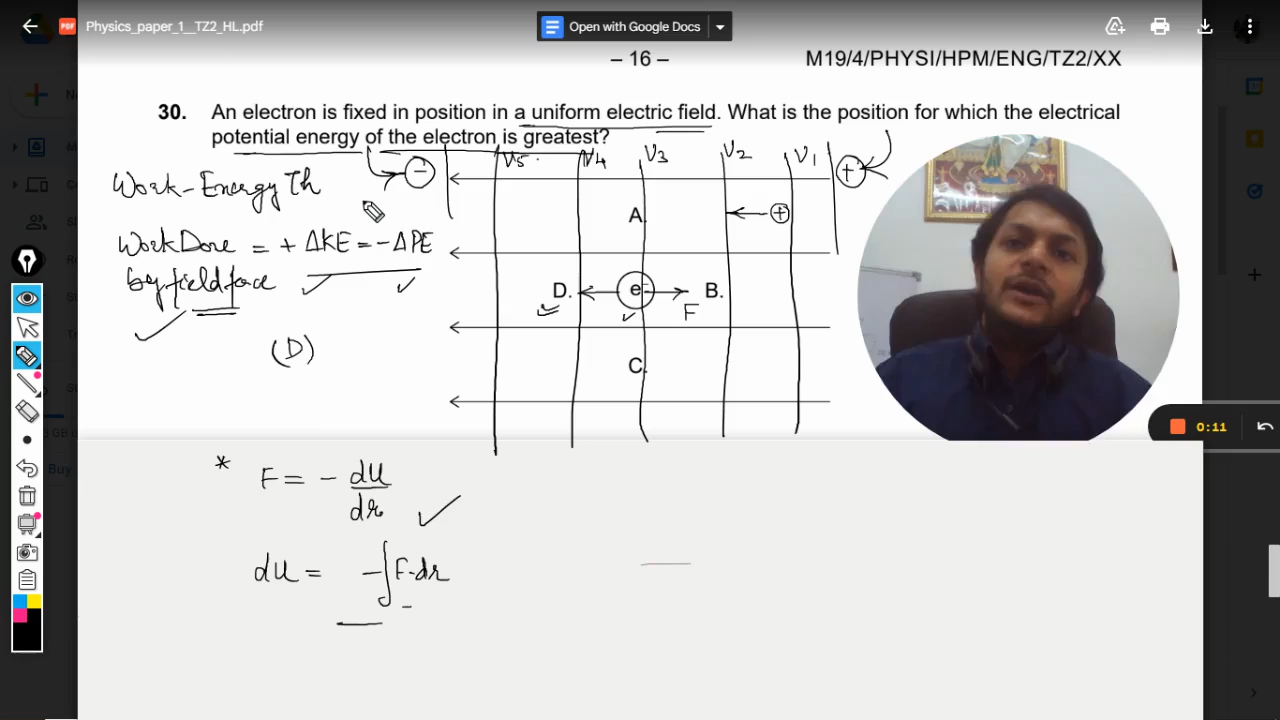 Physics_paper_1__TZ2_HL.pdf
Open with Google Docs
– 16 –
M19/4/PHYSI/HPM/ENG/TZ2/XX
30. An electron is fixed in position in a uniform electric field. What is the position for which the electrical
potential energy of the electron is greatest?
V5 V4 V3 V2 V1
Work-Energy Th
− +
A.
+
Work Done = + ΔKE = −ΔPE
by field force
D. e− B.
F
(D)
C.
0:11
* F = − dU
dr
dU = −∫F·dr
Buy